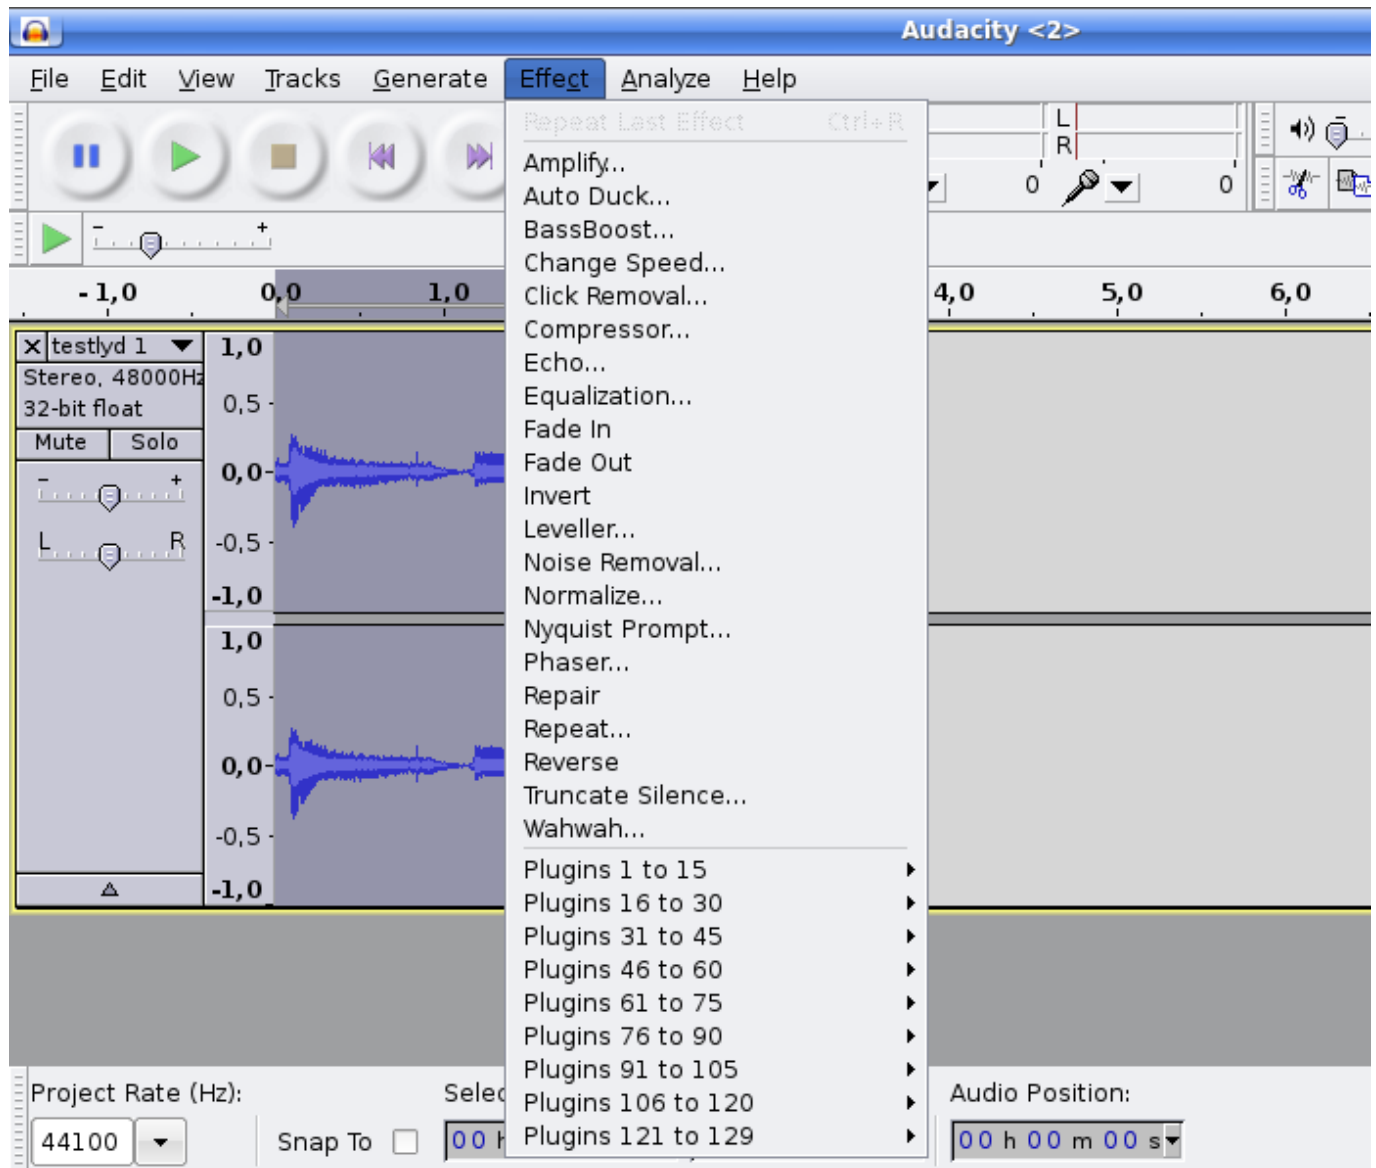 Audacity <2>
File Edit View Tracks Generate Effect Analyze Help
Repeat Last Effect Ctrl+R
L
R
0 0
Amplify...
Auto Duck...
BassBoost...
Change Speed...
Click Removal...
Compressor...
Echo...
Equalization...
Fade In
Fade Out
Invert
Leveller...
Noise Removal...
Normalize...
Nyquist Prompt...
Phaser...
Repair
Repeat...
Reverse
Truncate Silence...
Wahwah...
Plugins 1 to 15
Plugins 16 to 30
Plugins 31 to 45
Plugins 46 to 60
Plugins 61 to 75
Plugins 76 to 90
Plugins 91 to 105
Plugins 106 to 120
Plugins 121 to 129
- +
-1,0 0,0 1,0 4,0 5,0 6,0
X testlyd 1
Stereo, 48000Hz
32-bit float
Mute Solo
- +
L R
1,0
0,5
0,0
-0,5
-1,0
1,0
0,5
0,0
-0,5
-1,0
Project Rate (Hz): Selec Audio Position:
44100 Snap To 00 h 00 h 00 m 00 s